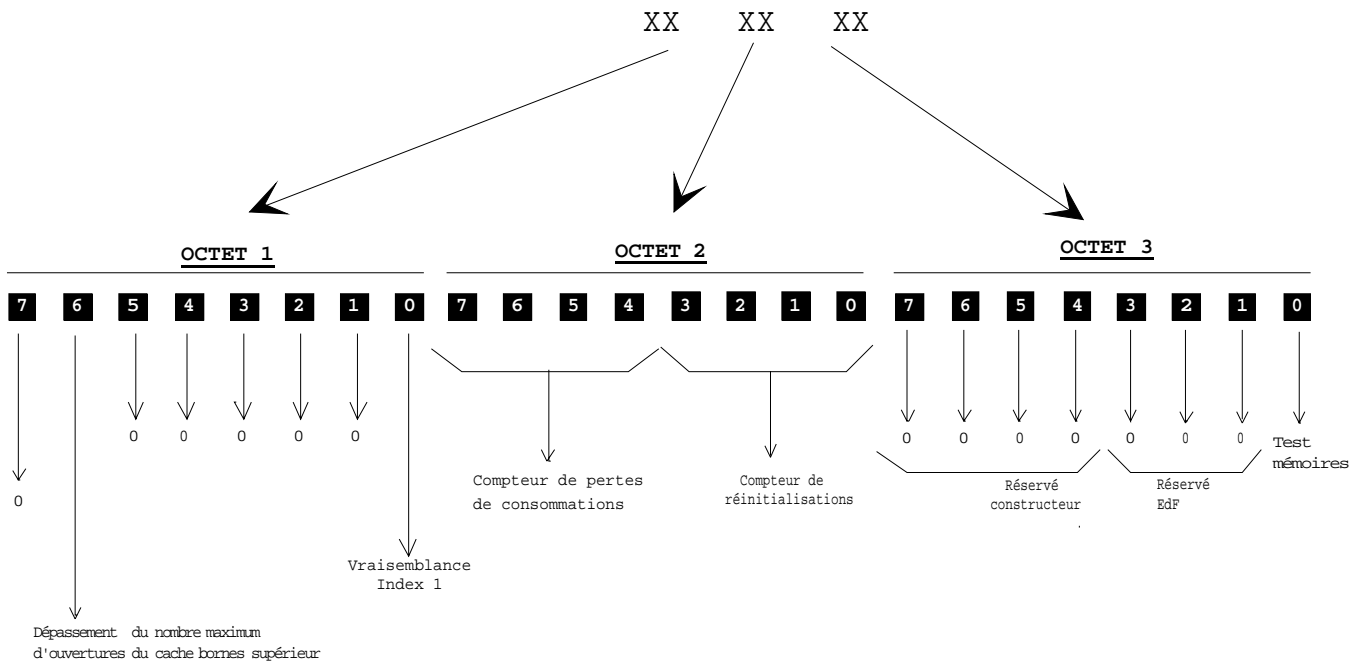 XX XX XX
OCTET 1 OCTET 2 OCTET 3
7 6 5 4 3 2 1 0 7 6 5 4 3 2 1 0 7 6 5 4 3 2 1 0
0 0 0 0 0 0 0 0 0 0 0 0
Test
mémoires
0
Compteur de pertes
de consommations
Compteur de
réinitialisations
Réservé
constructeur
Réservé
EdF
Vraisemblance
Index 1
Dépassement du nombre maximum
d'ouvertures du cache bornes supérieur